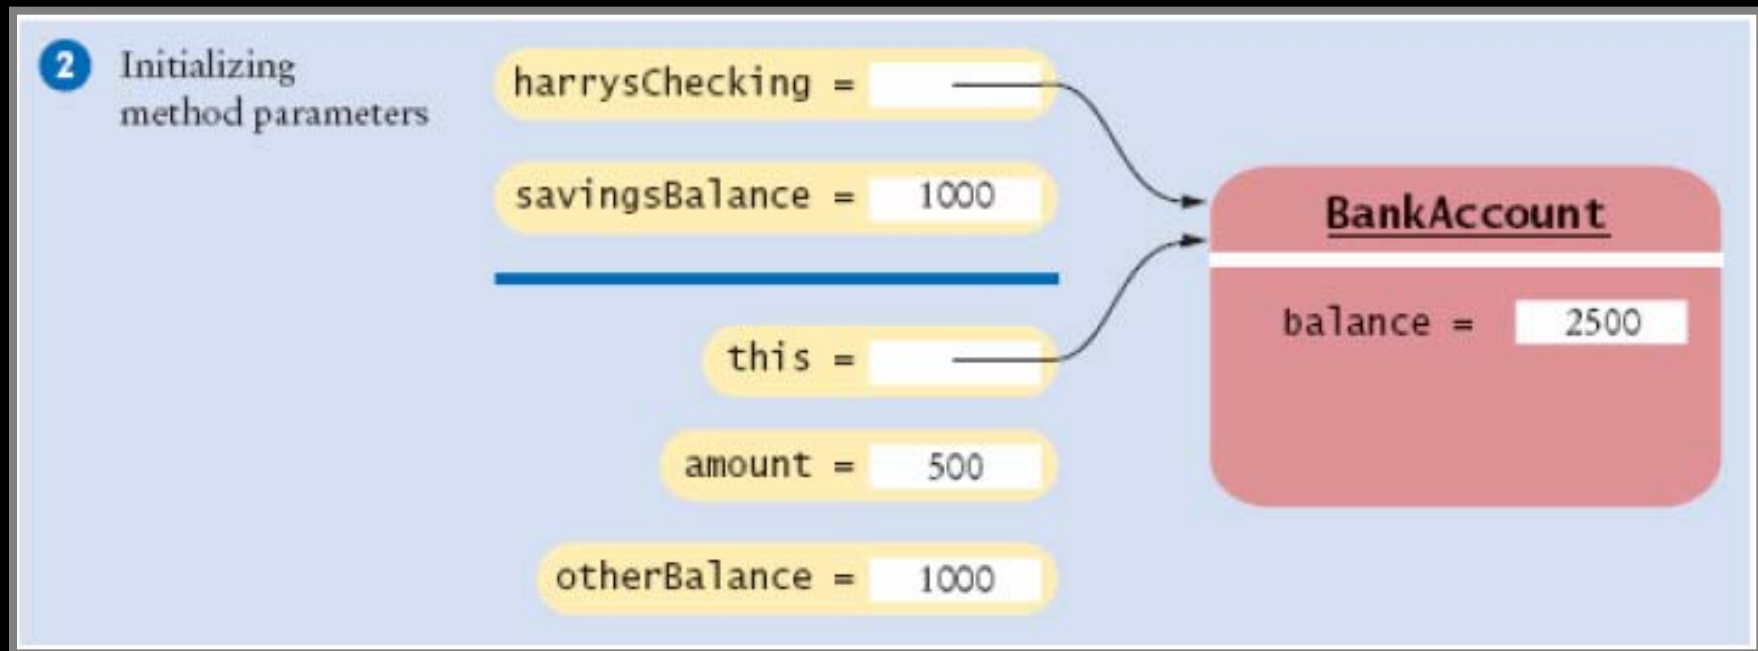 2 Initializing
method parameters
harrysChecking =
savingsBalance = 1000
this =
amount = 500
otherBalance = 1000
BankAccount
balance = 2500